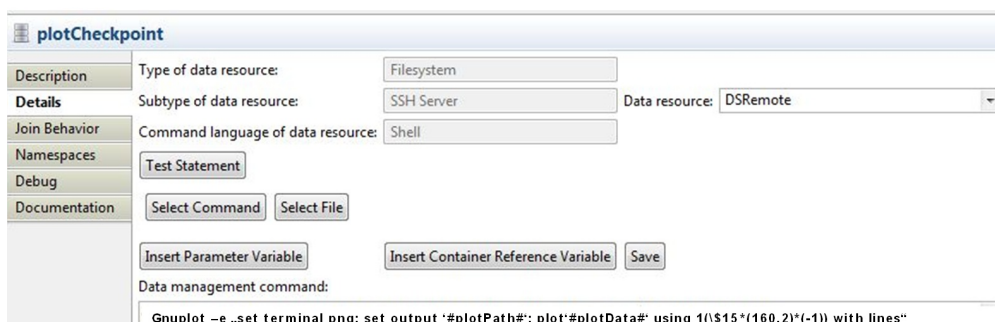 plotCheckpoint
Description
Details
Join Behavior
Namespaces
Debug
Documentation
Type of data resource: Filesystem
Subtype of data resource: SSH Server Data resource: DSRemote
Command language of data resource: Shell
Test Statement
Select Command Select File
Insert Parameter Variable Insert Container Reference Variable Save
Data management command:
Gnuplot –e „set terminal png; set output ‘#plotPath#‘; plot‘#plotData#‘ using 1(\$15*(160.2)*(-1)) with lines“